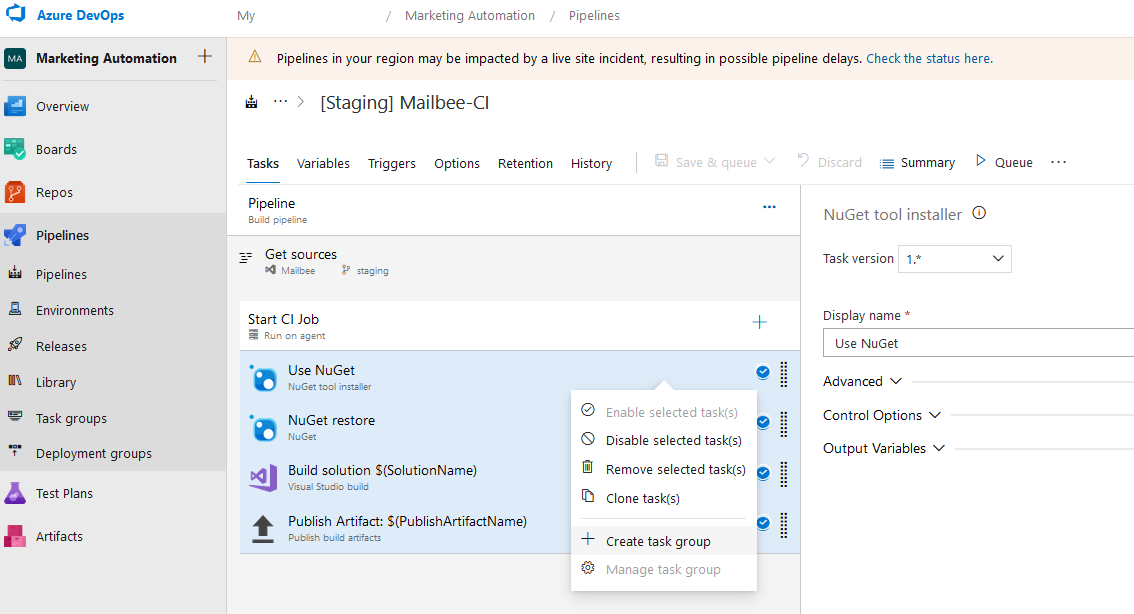 Azure DevOps
My / Marketing Automation / Pipelines
MA Marketing Automation
Pipelines in your region may be impacted by a live site incident, resulting in possible pipeline delays. Check the status here.
Overview
Boards
Repos
Pipelines
Pipelines
Environments
Releases
Library
Task groups
Deployment groups
Test Plans
Artifacts
··· > [Staging] Mailbee-CI
Tasks Variables Triggers Options Retention History Save & queue Discard Summary Queue ···
Pipeline
Build pipeline
Get sources
Mailbee staging
Start CI Job
Run on agent
Use NuGet
NuGet tool installer
NuGet restore
NuGet
Build solution $(SolutionName)
Visual Studio build
Publish Artifact: $(PublishArtifactName)
Publish build artifacts
Enable selected task(s)
Disable selected task(s)
Remove selected task(s)
Clone task(s)
Create task group
Manage task group
NuGet tool installer
Task version 1.*
Display name *
Use NuGet
Advanced
Control Options
Output Variables